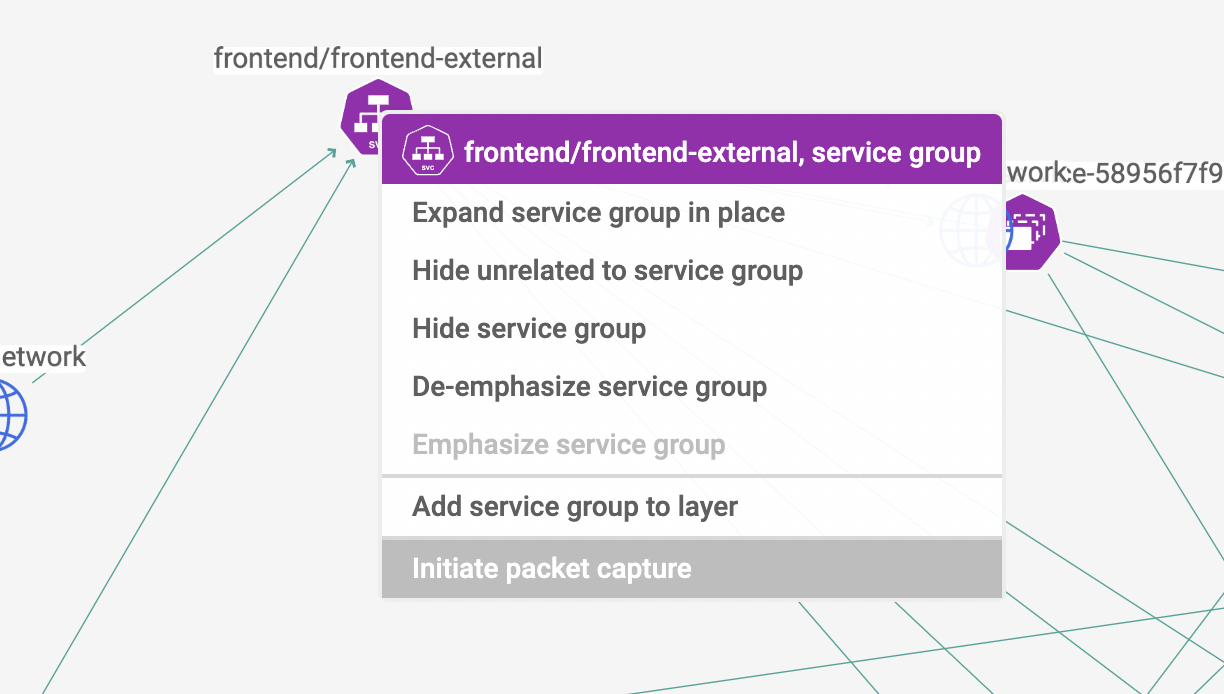 frontend/frontend-external
SVC
frontend/frontend-external, service group
work:e-58956f7f9
Expand service group in place
Hide unrelated to service group
Hide service group
etwork
De-emphasize service group
Emphasize service group
Add service group to layer
Initiate packet capture